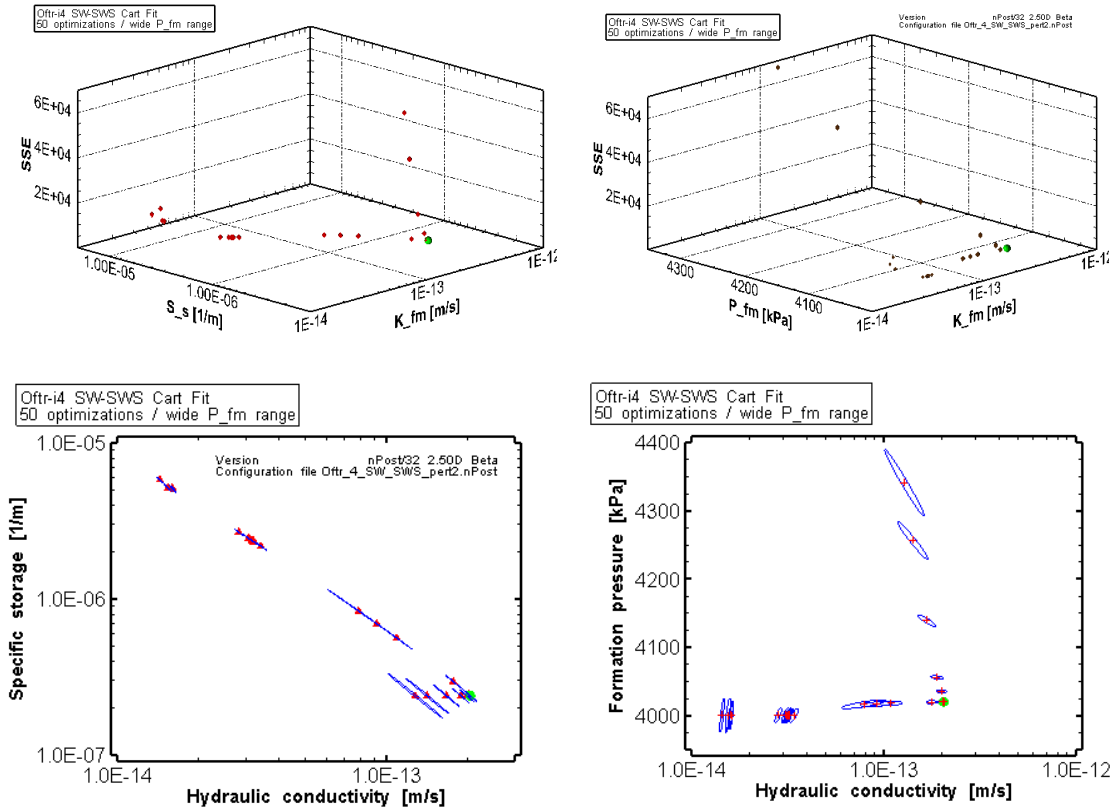 Oftr-i4 SW-SWS Cart Fit
50 optimizations / wide P_fm range
6E+04
4E+04
2E+04
SSE
1.00E-05
1.00E-06
1E-14
1E-13
1E-12
S_s [1/m]
K_fm [m/s]
Oftr-i4 SW-SWS Cart Fit
50 optimizations / wide P_fm range
Version nPost/32 2.50D Beta
Configuration file Oftr_4_SW_SWS_pert2.nPost
6E+04
4E+04
2E+04
SSE
4300
4200
4100
1E-14
1E-13
1E-12
P_fm [kPa]
K_fm [m/s]
Oftr-i4 SW-SWS Cart Fit
50 optimizations / wide P_fm range
Version nPost/32 2.50D Beta
Configuration file Oftr_4_SW_SWS_pert2.nPost
1.0E-05
1.0E-06
1.0E-07
Specific storage [1/m]
1.0E-14
1.0E-13
Hydraulic conductivity [m/s]
Oftr-i4 SW-SWS Cart Fit
50 optimizations / wide P_fm range
4400
4300
4200
4100
4000
Formation pressure [kPa]
1.0E-14
1.0E-13
1.0E-12
Hydraulic conductivity [m/s]